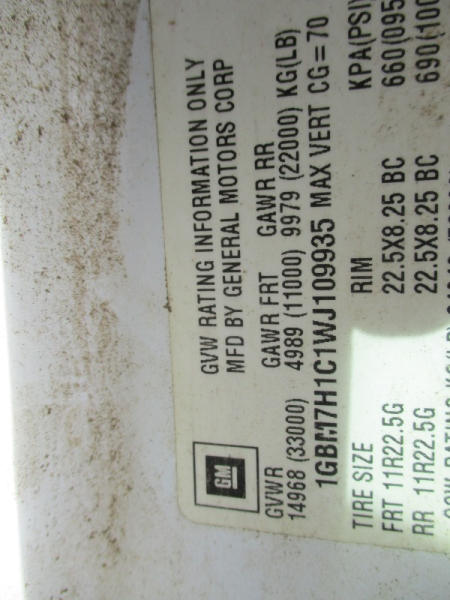 GVW RATING INFORMATION ONLY
MFD BY GENERAL MOTORS CORP
GM
GVWR GAWR FRT GAWR RR KG(LB)
14968 (33000) 4989 (11000) 9979 (22000)
1GBM7H1C1WJ109935 MAX VERT CG=70
TIRE SIZE RIM KPA(PSI)
FRT 11R22.5G 22.5X8.25 BC 660(095
RR 11R22.5G 22.5X8.25 BC 690(100